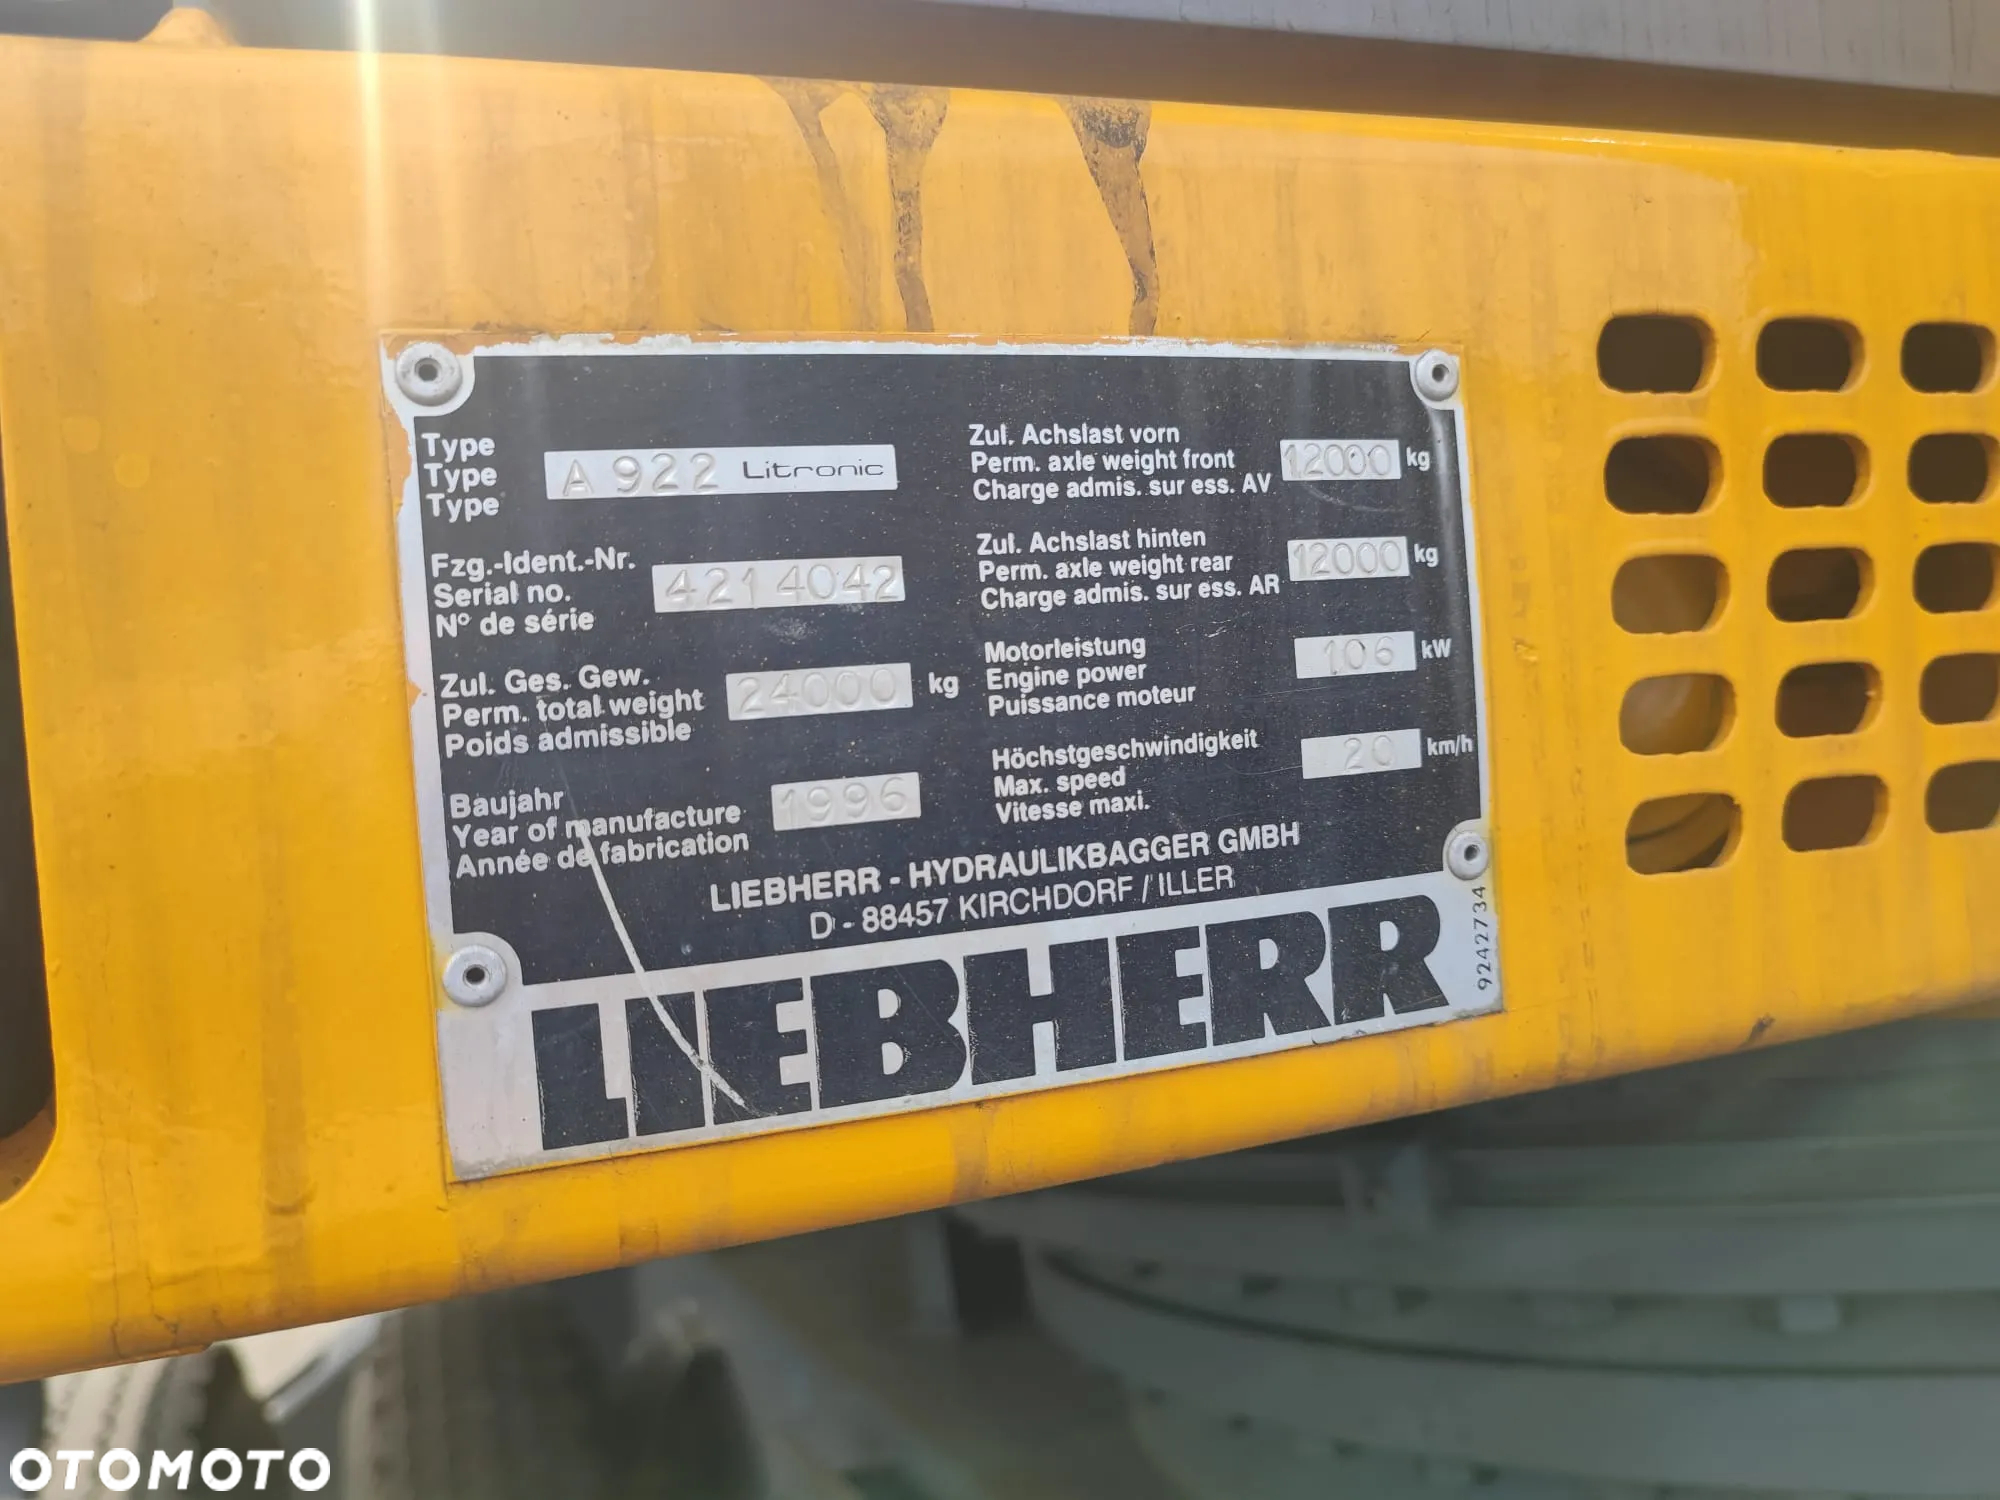 Type
Type
Type
A 922 Litronic
Fzg.-Ident.-Nr.
Serial no.
N° de série
4214042
Zul. Ges. Gew.
Perm. total weight
Poids admissible
24000 kg
Baujahr
Year of manufacture
Année de fabrication
1996
Zul. Achslast vorn
Perm. axle weight front
Charge admis. sur ess. AV
12000 kg
Zul. Achslast hinten
Perm. axle weight rear
Charge admis. sur ess. AR
12000 kg
Motorleistung
Engine power
Puissance moteur
106 kW
Höchstgeschwindigkeit
Max. speed
Vitesse maxi.
20 km/h
LIEBHERR - HYDRAULIKBAGGER GMBH
D - 88457 KIRCHDORF / ILLER
LIEBHERR
9242734
OTOMOTO